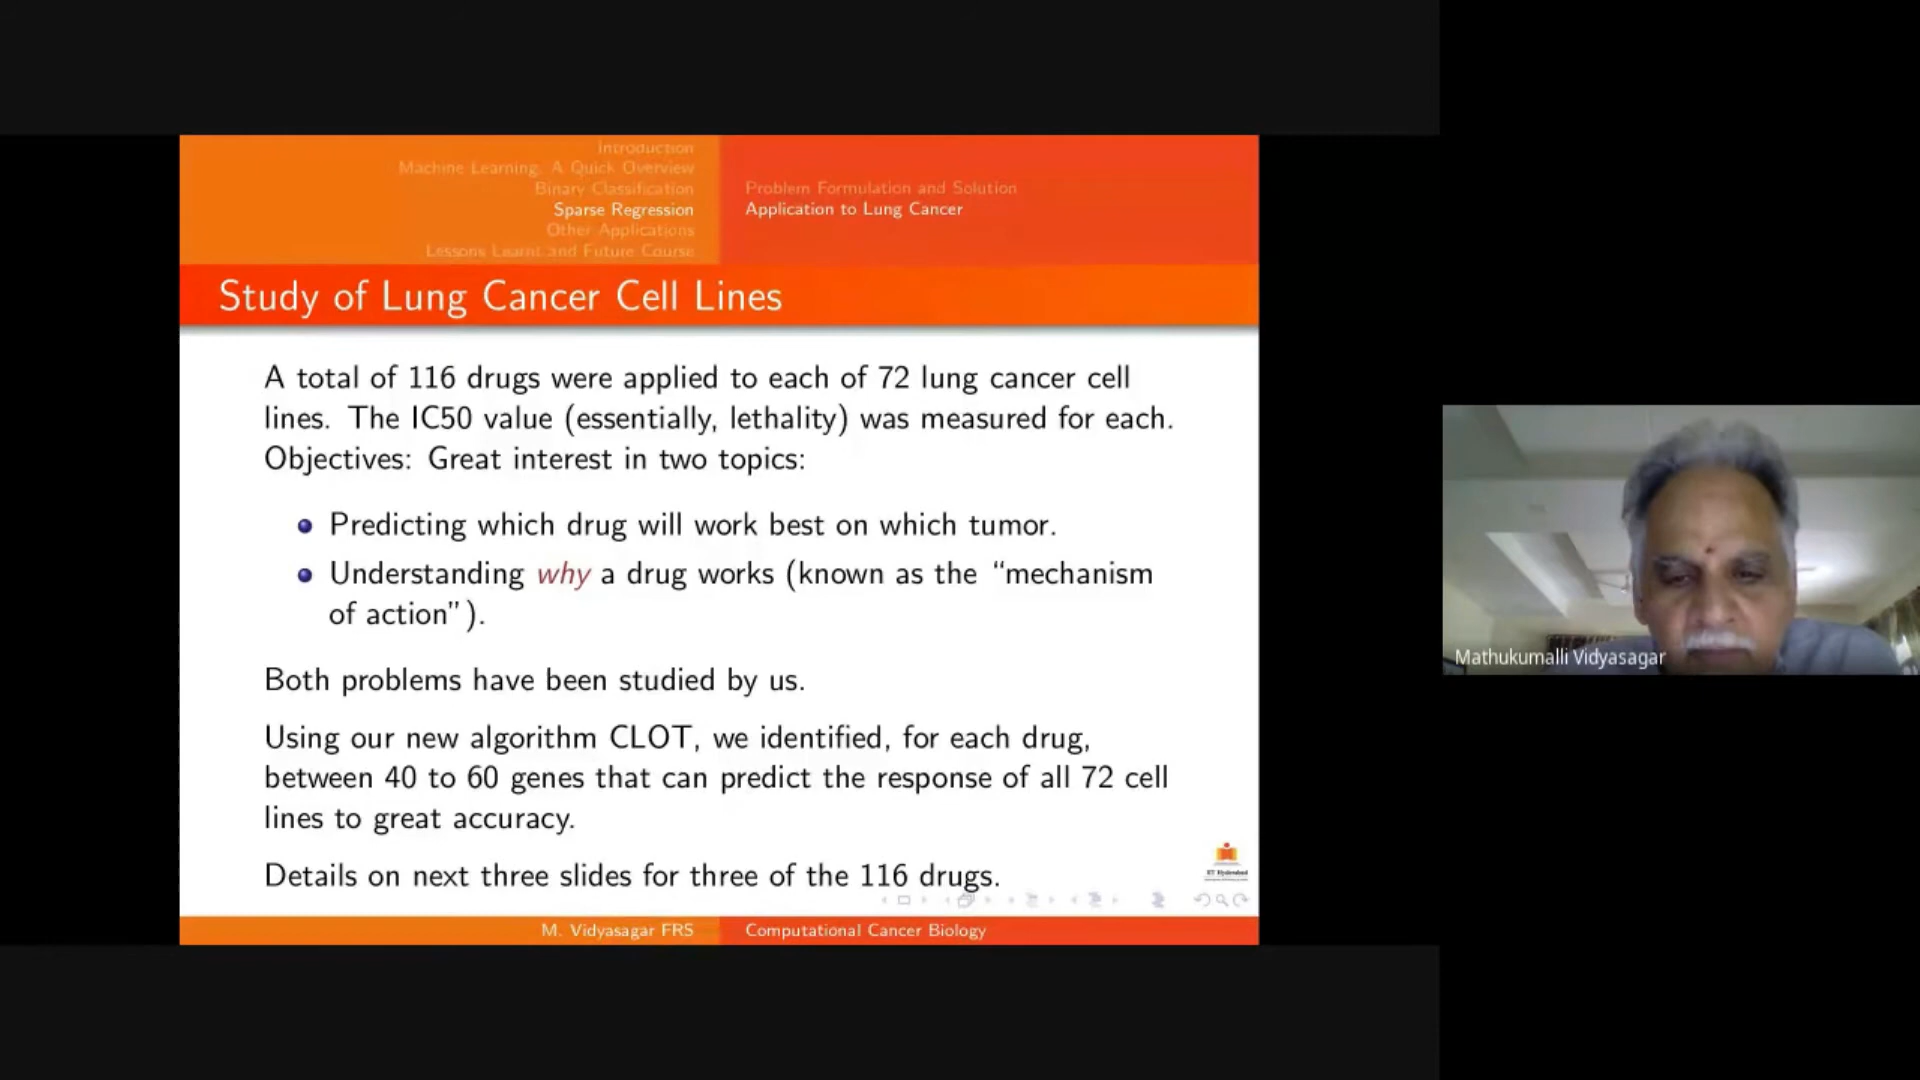 Introduction
Machine Learning: A Quick Overview
Binary Classification
Sparse Regression
Other Applications
Lessons Learnt and Future Course
Problem Formulation and Solution
Application to Lung Cancer
Study of Lung Cancer Cell Lines
A total of 116 drugs were applied to each of 72 lung cancer cell
lines. The IC50 value (essentially, lethality) was measured for each.
Objectives: Great interest in two topics:
Predicting which drug will work best on which tumor.
Understanding why a drug works (known as the “mechanism
of action”).
Both problems have been studied by us.
Using our new algorithm CLOT, we identified, for each drug,
between 40 to 60 genes that can predict the response of all 72 cell
lines to great accuracy.
Details on next three slides for three of the 116 drugs.
M. Vidyasagar FRS
Computational Cancer Biology
Mathukumalli Vidyasagar